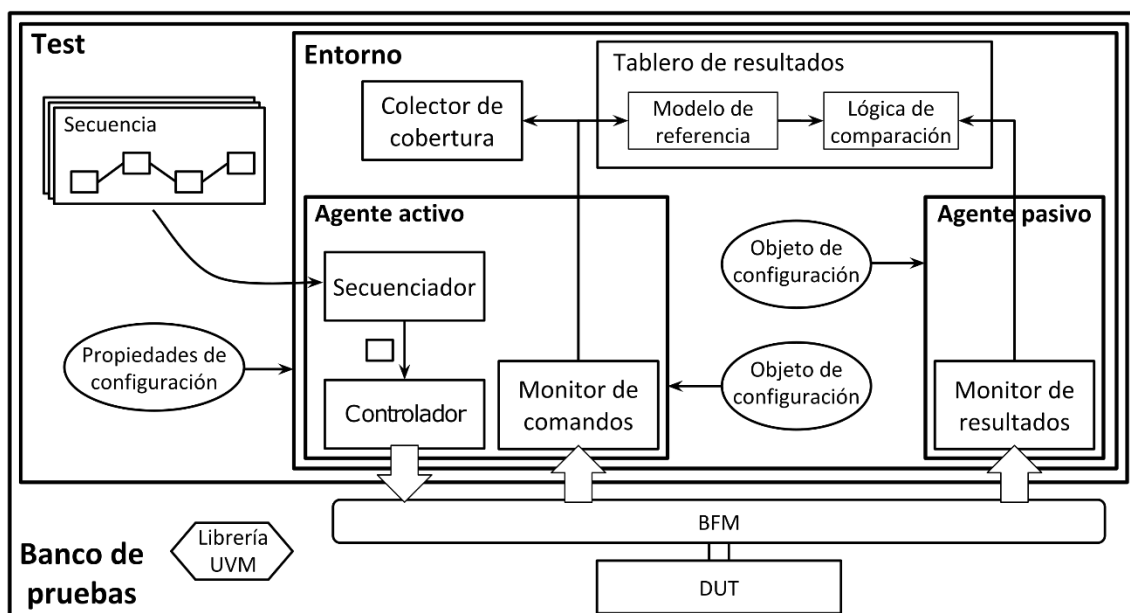 Test
Entorno
Tablero de resultados
Secuencia
Colector de
cobertura
Modelo de
referencia
Lógica de
comparación
Agente activo
Agente pasivo
Secuenciador
Objeto de
configuración
Propiedades de
configuración
Controlador
Monitor de
comandos
Objeto de
configuración
Monitor de
resultados
BFM
Banco de
pruebas
Librería
UVM
DUT